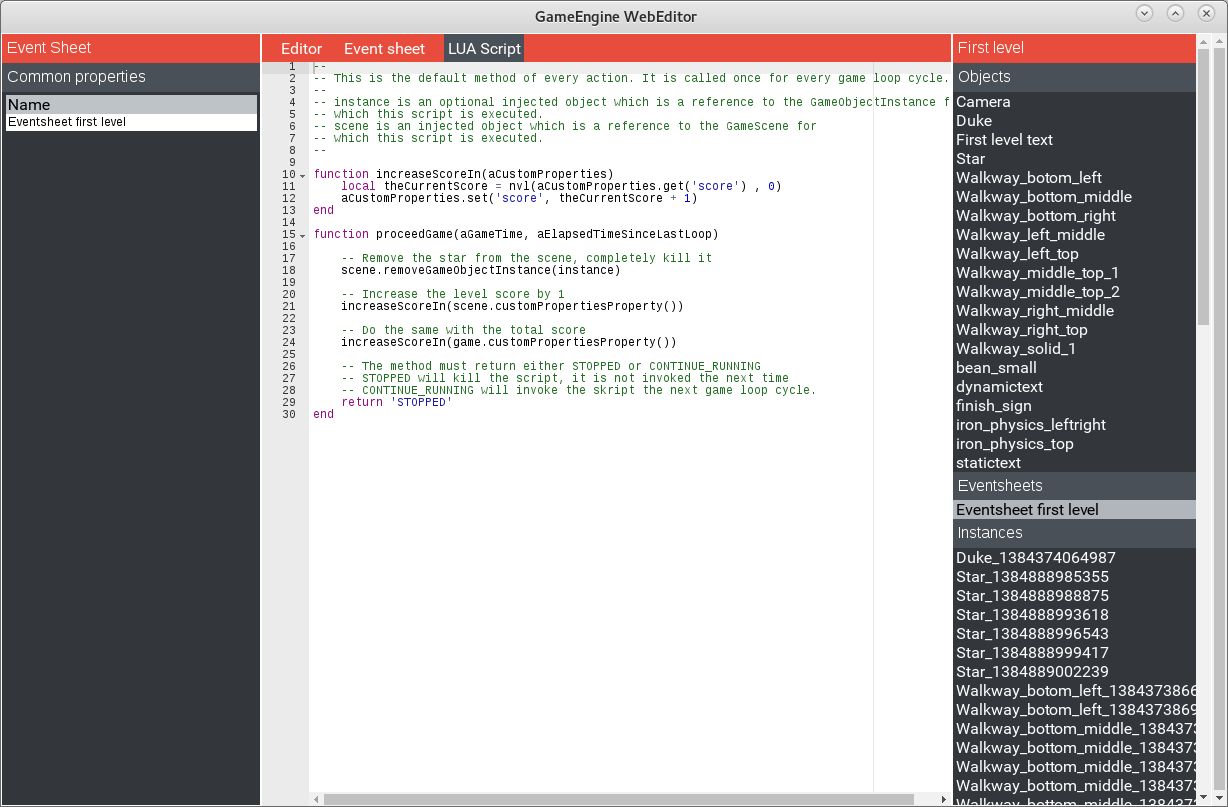 GameEngine WebEditor
Event Sheet
Common properties
Name
Eventsheet first level
Editor Event sheet LUA Script
1 --
2 -- This is the default method of every action. It is called once for every game loop cycle.
3 --
4 -- instance is an optional injected object which is a reference to the GameObjectInstance f
5 -- which this script is executed.
6 -- scene is an injected object which is a reference to the GameScene for
7 -- which this script is executed.
8 --
9
10 function increaseScoreIn(aCustomProperties)
11     local theCurrentScore = nvl(aCustomProperties.get('score') , 0)
12     aCustomProperties.set('score', theCurrentScore + 1)
13 end
14
15 function proceedGame(aGameTime, aElapsedTimeSinceLastLoop)
16
17     -- Remove the star from the scene, completely kill it
18     scene.removeGameObjectInstance(instance)
19
20     -- Increase the level score by 1
21     increaseScoreIn(scene.customPropertiesProperty())
22
23     -- Do the same with the total score
24     increaseScoreIn(game.customPropertiesProperty())
25
26     -- The method must return either STOPPED or CONTINUE_RUNNING
27     -- STOPPED will kill the script, it is not invoked the next time
28     -- CONTINUE_RUNNING will invoke the skript the next game loop cycle.
29     return 'STOPPED'
30 end
First level
Objects
Camera
Duke
First level text
Star
Walkway_botom_left
Walkway_bottom_middle
Walkway_bottom_right
Walkway_left_middle
Walkway_left_top
Walkway_middle_top_1
Walkway_middle_top_2
Walkway_right_middle
Walkway_right_top
Walkway_solid_1
bean_small
dynamictext
finish_sign
iron_physics_leftright
iron_physics_top
statictext
Eventsheets
Eventsheet first level
Instances
Duke_1384374064987
Star_1384888985355
Star_1384888988875
Star_1384888993618
Star_1384888996543
Star_1384888999417
Star_1384889002239
Walkway_botom_left_1384373866
Walkway_botom_left_1384373869
Walkway_bottom_middle_1384373
Walkway_bottom_middle_1384373
Walkway_bottom_middle_1384373
Walkway_bottom_middle_1384373
Walkway_bottom_middle_1384373